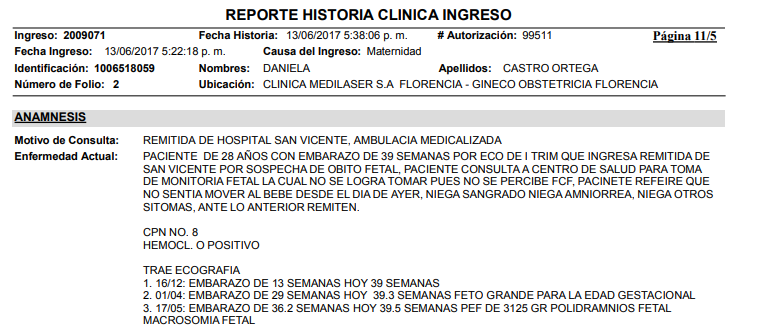 REPORTE HISTORIA CLINICA INGRESO
Ingreso: 2009071 Fecha Historia: 13/06/2017 5:38:06 p. m. # Autorización: 99511 Página 11/5
Fecha Ingreso: 13/06/2017 5:22:18 p. m. Causa del Ingreso: Maternidad
Identificación: 1006518059 Nombres: DANIELA Apellidos: CASTRO ORTEGA
Número de Folio: 2 Ubicación: CLINICA MEDILASER S.A FLORENCIA - GINECO OBSTETRICIA FLORENCIA
ANAMNESIS
Motivo de Consulta: REMITIDA DE HOSPITAL SAN VICENTE, AMBULACIA MEDICALIZADA
Enfermedad Actual: PACIENTE DE 28 AÑOS CON EMBARAZO DE 39 SEMANAS POR ECO DE I TRIM QUE INGRESA REMITIDA DE
SAN VICENTE POR SOSPECHA DE OBITO FETAL, PACIENTE CONSULTA A CENTRO DE SALUD PARA TOMA
DE MONITORIA FETAL LA CUAL NO SE LOGRA TOMAR PUES NO SE PERCIBE FCF, PACINETE REFEIRE QUE
NO SENTIA MOVER AL BEBE DESDE EL DIA DE AYER, NIEGA SANGRADO NIEGA AMNIORREA, NIEGA OTROS
SITOMAS, ANTE LO ANTERIOR REMITEN.
CPN NO. 8
HEMOCL. O POSITIVO
TRAE ECOGRAFIA
1. 16/12: EMBARAZO DE 13 SEMANAS HOY 39 SEMANAS
2. 01/04: EMBARAZO DE 29 SEMANAS HOY 39.3 SEMANAS FETO GRANDE PARA LA EDAD GESTACIONAL
3. 17/05: EMBARAZO DE 36.2 SEMANAS HOY 39.5 SEMANAS PEF DE 3125 GR POLIDRAMNIOS FETAL
MACROSOMIA FETAL